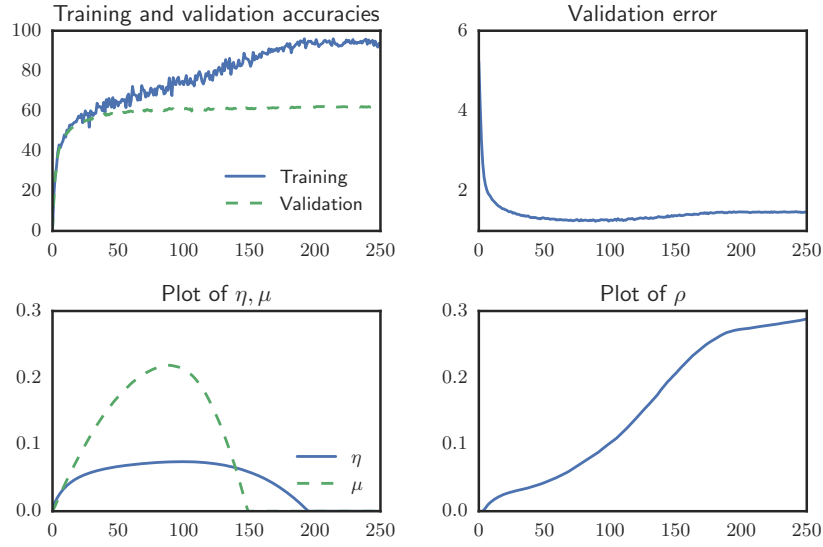 Training and validation accuracies
100
80
60
40
20
0
Training
Validation
0 50 100 150 200 250
Validation error
6
4
2
0 50 100 150 200 250
Plot of η, μ
0.3
0.2
0.1
0.0
η
μ
0 50 100 150 200 250
Plot of ρ
0.3
0.2
0.1
0.0
0 50 100 150 200 250